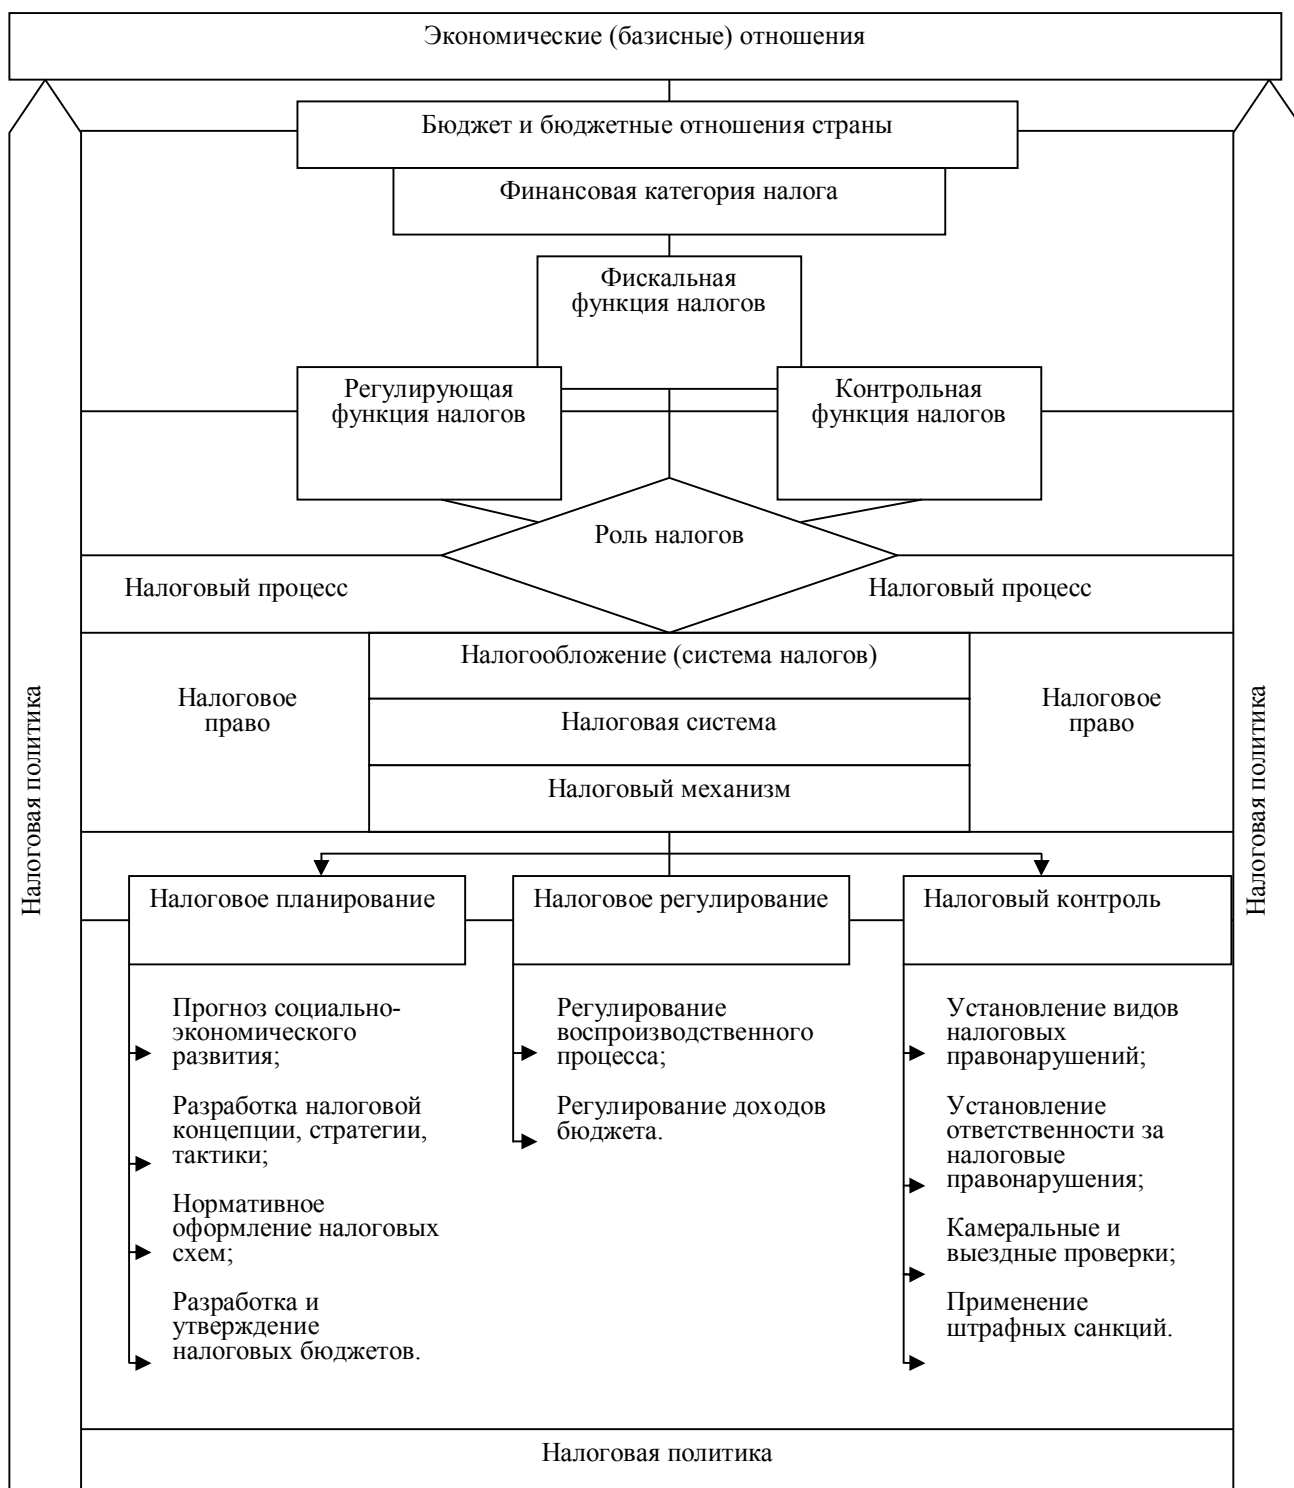 Экономические (базисные) отношения
Бюджет и бюджетные отношения страны
Финансовая категория налога
Фискальная
функция налогов
Регулирующая
функция налогов
Контрольная
функция налогов
Роль налогов
Налоговый процесс
Налоговый процесс
Налогообложение (система налогов)
Налоговое
право
Налоговая система
Налоговое
право
Налоговый механизм
Налоговая политика
Налоговая политика
Налоговое планирование
Налоговое регулирование
Налоговый контроль
Прогноз социально-
экономического
развития;
Разработка налоговой
концепции, стратегии,
тактики;
Нормативное
оформление налоговых
схем;
Разработка и
утверждение
налоговых бюджетов.
Регулирование
воспроизводственного
процесса;
Регулирование доходов
бюджета.
Установление видов
налоговых
правонарушений;
Установление
ответственности за
налоговые
правонарушения;
Камеральные и
выездные проверки;
Применение
штрафных санкций.
Налоговая политика